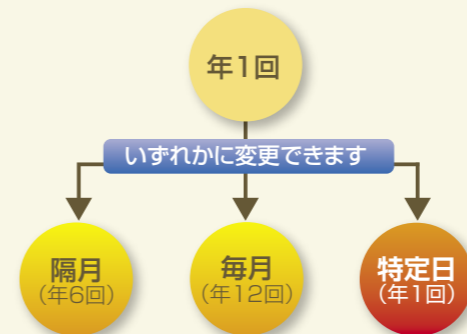 年1回
いずれかに変更できます
隔月
(年6回)
毎月
(年12回)
特定日
(年1回)